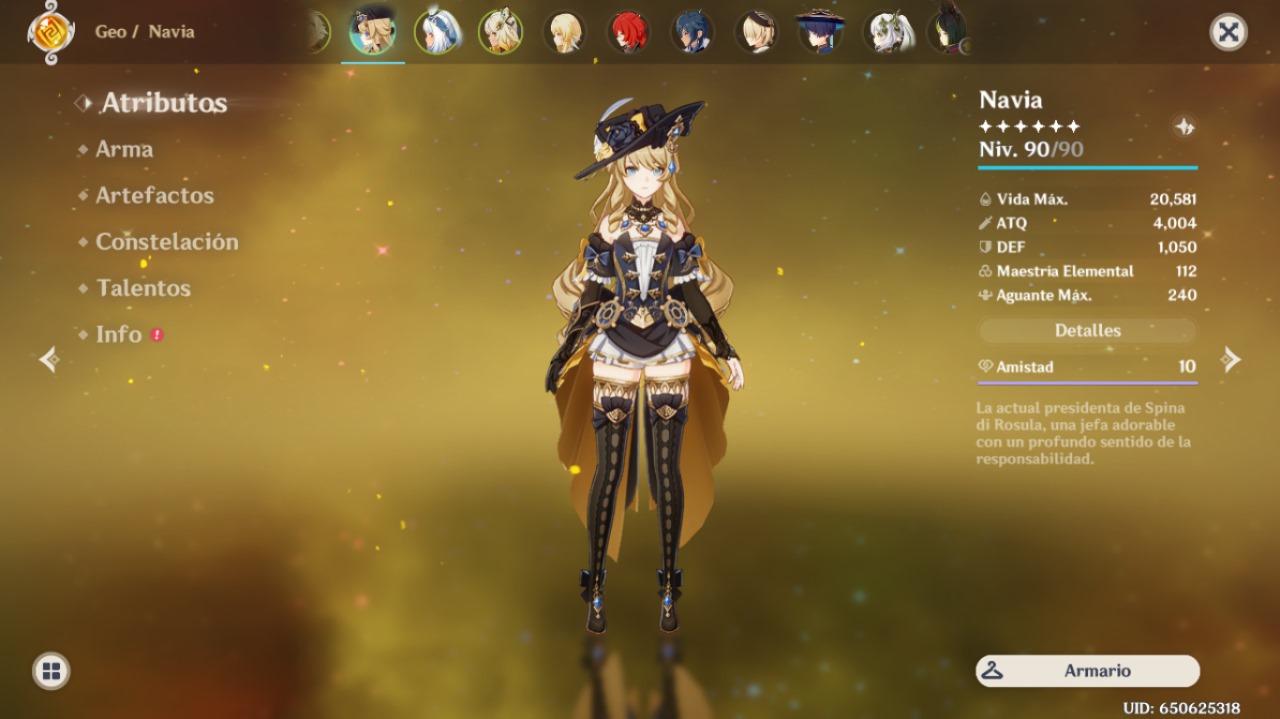 Geo / Navia
Atributos
Arma
Artefactos
Constelación
Talentos
Info
Navia
Niv. 90/90
Vida Máx. 20,581
ATQ 4,004
DEF 1,050
Maestría Elemental 112
Aguante Máx. 240
Detalles
Amistad 10
La actual presidenta de Spina
di Rosula, una jefa adorable
con un profundo sentido de la
responsabilidad.
Armario
UID: 650625318